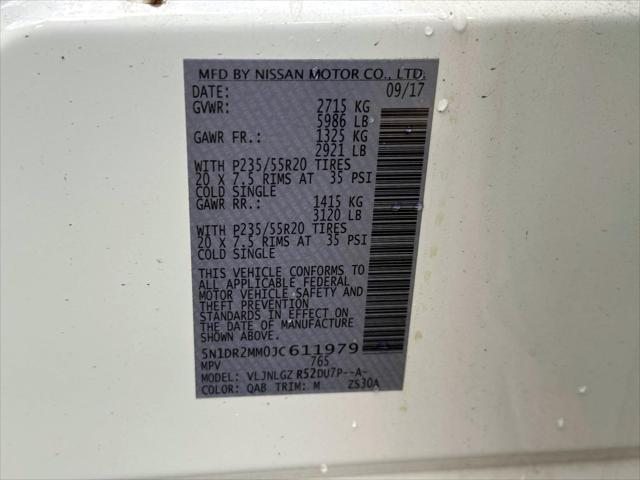 MFD BY NISSAN MOTOR CO., LTD.
DATE: 09/17
GVWR: 2715 KG
5986 LB
GAWR FR.: 1325 KG
2921 LB
WITH P235/55R20 TIRES
20 X 7.5 RIMS AT 35 PSI
COLD SINGLE
GAWR RR.: 1415 KG
3120 LB
WITH P235/55R20 TIRES
20 X 7.5 RIMS AT 35 PSI
COLD SINGLE
THIS VEHICLE CONFORMS TO
ALL APPLICABLE FEDERAL
MOTOR VEHICLE SAFETY AND
THEFT PREVENTION
STANDARDS IN EFFECT ON
THE DATE OF MANUFACTURE
SHOWN ABOVE.
5N1DR2MM0JC611979
MPV 765
MODEL: VLJNLGZ R52DU7P--A-
COLOR: QAB TRIM: M ZS30A